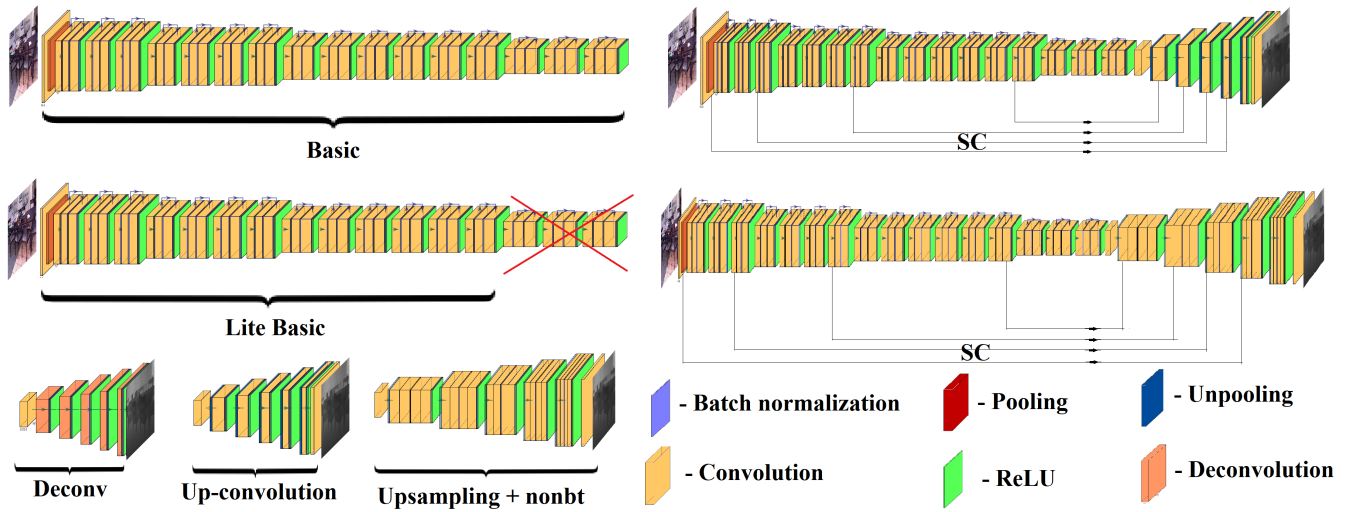 Basic
SC
Lite Basic
SC
Deconv
Up-convolution
Upsampling + nonbt
- Batch normalization
- Pooling
- Unpooling
- Convolution
- ReLU
- Deconvolution